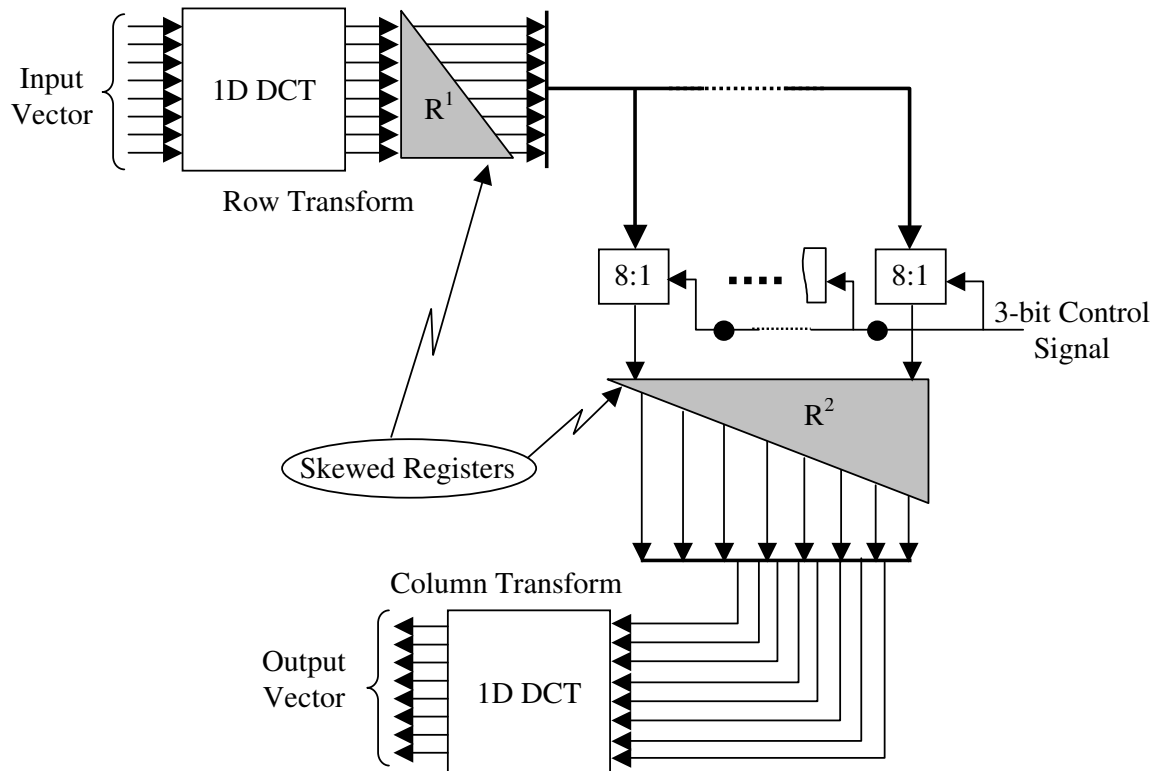 Input
Vector
1D DCT
R1
Row Transform
8:1
8:1
3-bit Control
Signal
R2
Skewed Registers
Column Transform
Output
Vector
1D DCT